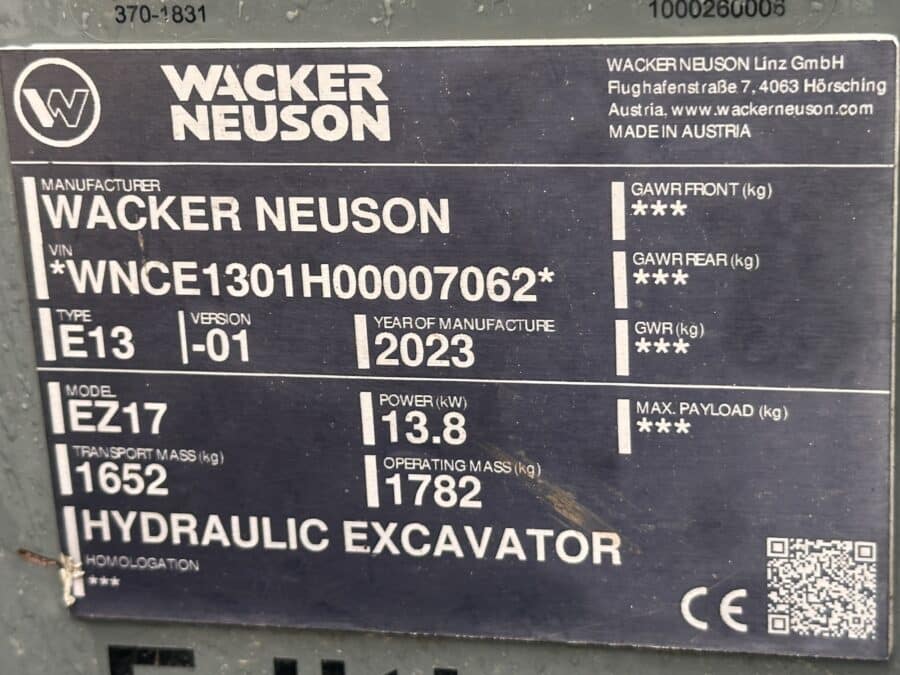 370-1831
1000260006
WACKER
NEUSON
WACKER NEUSON Linz GmbH
Flughafenstraße 7, 4063 Hörsching
Austria, www.wackerneuson.com
MADE IN AUSTRIA
MANUFACTURER
WACKER NEUSON
VIN
*WNCE1301H00007062*
TYPE
E13
VERSION
-01
YEAR OF MANUFACTURE
2023
GAWR FRONT (kg)
***
GAWR REAR (kg)
***
GWR (kg)
***
MODEL
EZ17
POWER (kW)
13.8
MAX. PAYLOAD (kg)
***
TRANSPORT MASS (kg)
1652
OPERATING MASS (kg)
1782
HYDRAULIC EXCAVATOR
HOMOLOGATION
***
CE